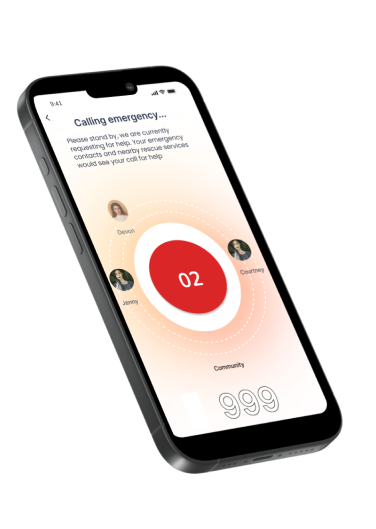 9:41
Calling emergency...
Please stand by, we are currently
requesting for help. Your emergency
contacts and nearby rescue services
would see your call for help
Devon
Courtney
Jenny
02
Community
999